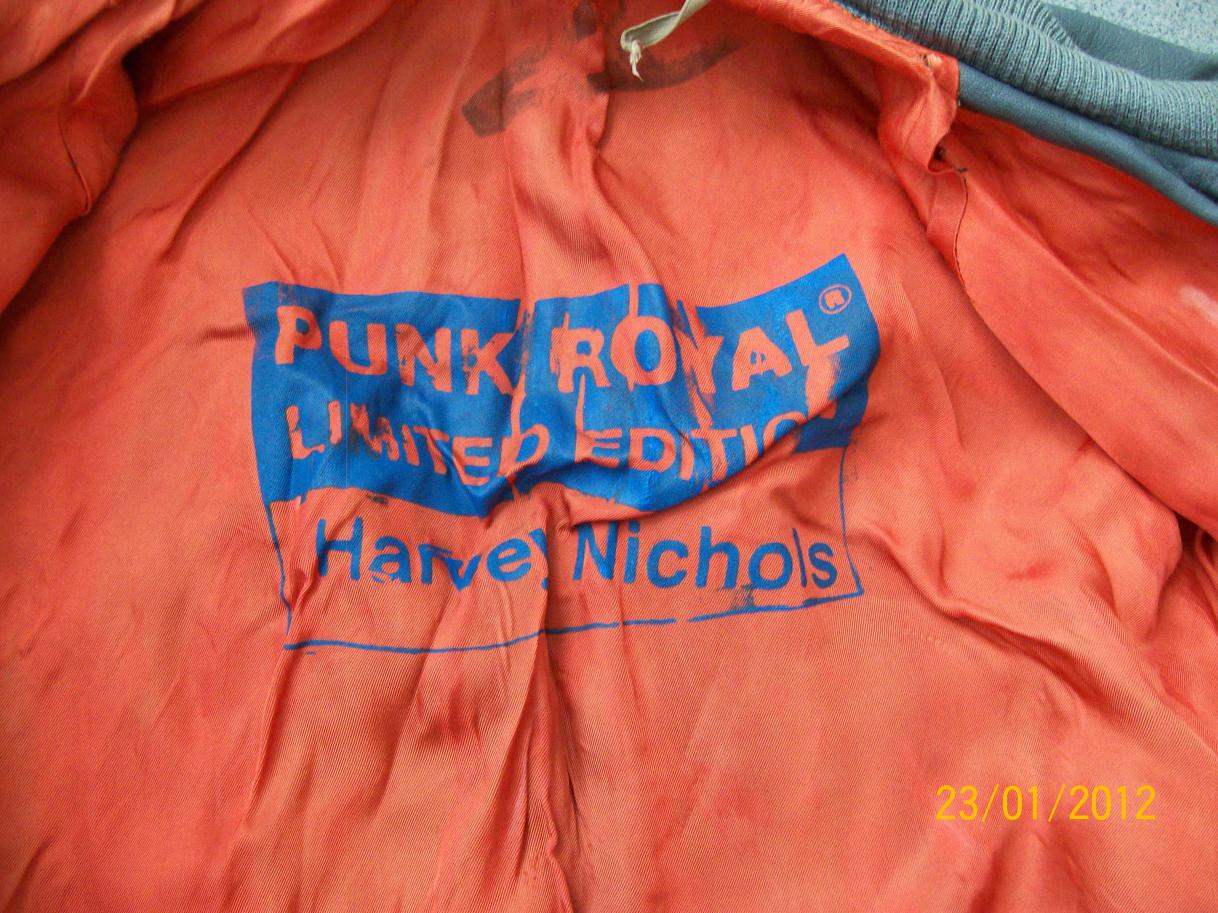 PUNK ROYAL®
LIMITED EDITION
Harvey Nichols
23/01/2012